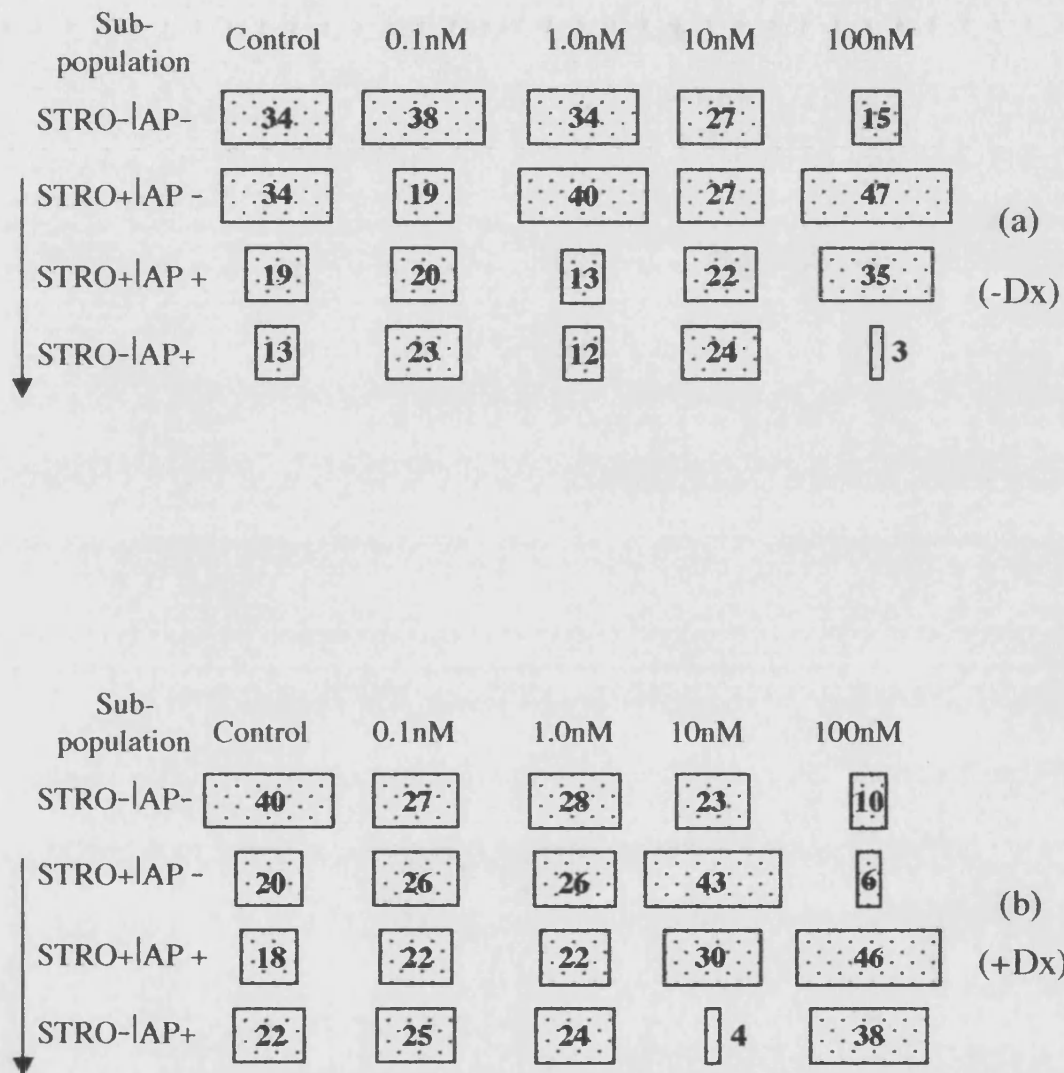 Sub-
population Control 0.1nM 1.0nM 10nM 100nM
STRO-|AP- 34 38 34 27 15
STRO+|AP - 34 19 40 27 47
(a)
STRO+|AP + 19 20 13 22 35
(-Dx)
STRO-|AP+ 13 23 12 24 3
Sub-
population Control 0.1nM 1.0nM 10nM 100nM
STRO-|AP- 40 27 28 23 10
STRO+|AP - 20 26 26 43 6
(b)
STRO+|AP + 18 22 22 30 46
(+Dx)
STRO-|AP+ 22 25 24 4 38